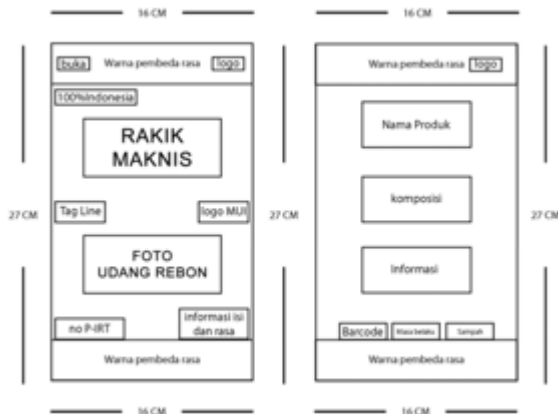 16 CM
16 CM
buka
Warna pembeda rasa
logo
Warna pembeda rasa
logo
100%Indonesia
RAKIK
MAKNIS
Nama Produk
27 CM
Tag Line
logo MUI
27 CM
komposisi
27 CM
FOTO
UDANG REBON
Informasi
no P-IRT
informasi isi
dan rasa
Barcode
Masa belaku
Sampah
Warna pembeda rasa
Warna pembeda rasa
16 CM
16 CM